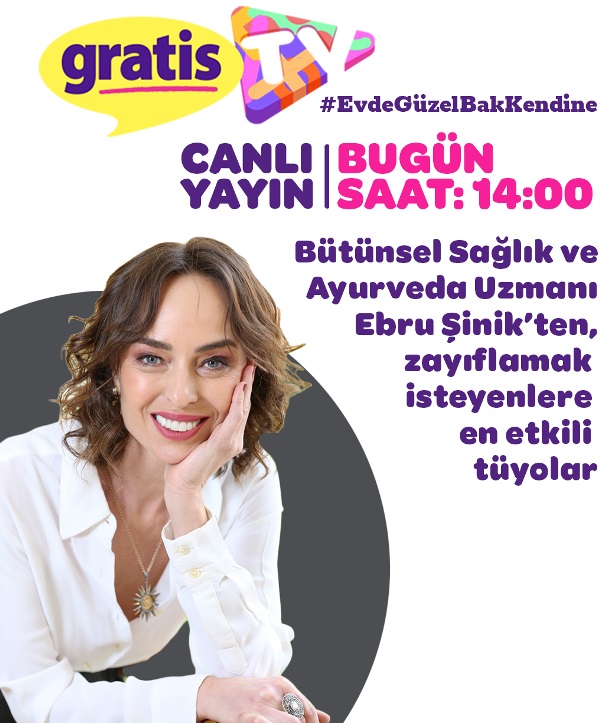 gratis TV
#EvdeGüzelBakKendine
CANLI YAYIN
BUGÜN SAAT: 14:00
Bütünsel Sağlık ve
Ayurveda Uzmanı
Ebru Şinik'ten,
zayıflamak
isteyenlere
en etkili
tüyolar